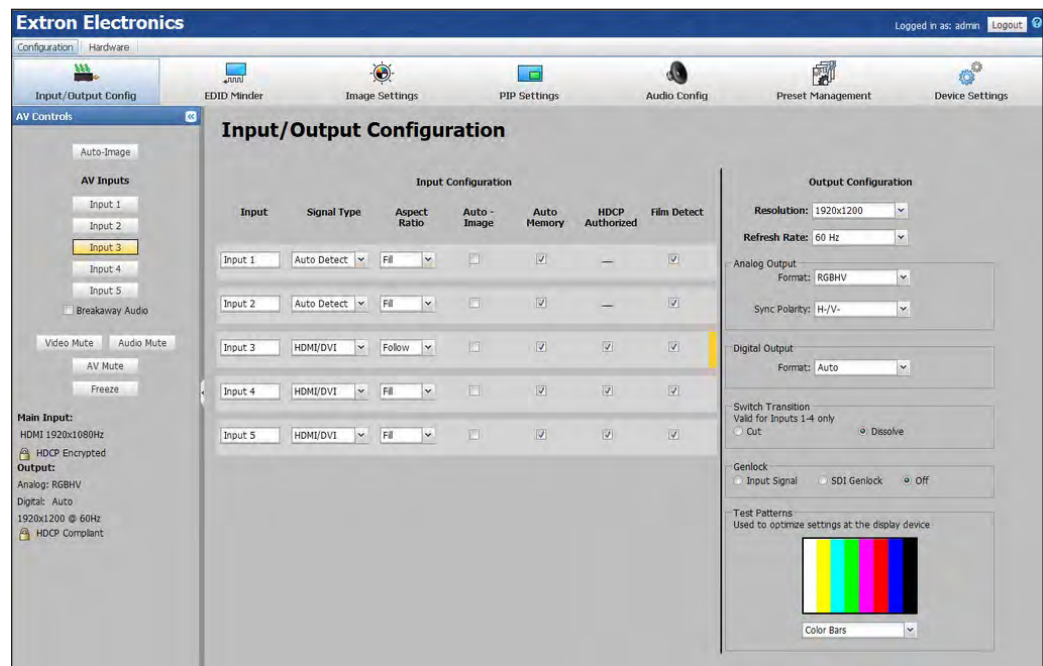 Extron Electronics
Logged in as: admin Logout
Configuration Hardware
Input/Output Config EDID Minder Image Settings PIP Settings Audio Config Preset Management Device Settings
AV Controls
Auto-Image
AV Inputs
Input 1
Input 2
Input 3
Input 4
Input 5
Breakaway Audio
Video Mute Audio Mute
AV Mute
Freeze
Main Input:
HDMI 1920x1080Hz
HDCP Encrypted
Output:
Analog: RGBHV
Digital: Auto
1920x1200 @ 60Hz
HDCP Compliant
Input/Output Configuration
Input Configuration
Input Signal Type Aspect Ratio Auto - Image Auto Memory HDCP Authorized Film Detect
Input 1 Auto Detect Fill —
Input 2 Auto Detect Fill —
Input 3 HDMI/DVI Follow
Input 4 HDMI/DVI Fill
Input 5 HDMI/DVI Fill
Output Configuration
Resolution: 1920x1200
Refresh Rate: 60 Hz
Analog Output
Format: RGBHV
Sync Polarity: H-/V-
Digital Output
Format: Auto
Switch Transition
Valid for Inputs 1-4 only
Cut Dissolve
Genlock
Input Signal SDI Genlock Off
Test Patterns
Used to optimize settings at the display device
Color Bars